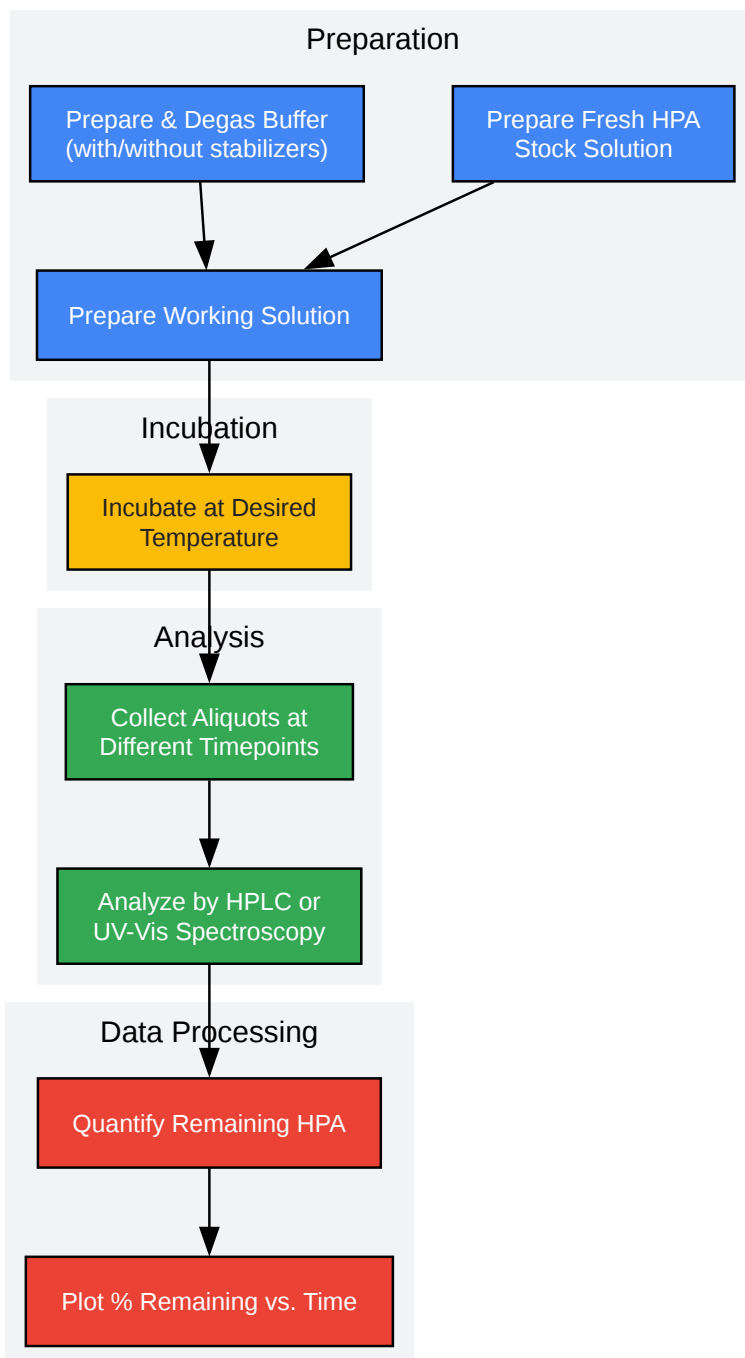 Preparation
Prepare & Degas Buffer
(with/without stabilizers)
Prepare Fresh HPA
Stock Solution
Prepare Working Solution
Incubation
Incubate at Desired
Temperature
Analysis
Collect Aliquots at
Different Timepoints
Analyze by HPLC or
UV-Vis Spectroscopy
Data Processing
Quantify Remaining HPA
Plot % Remaining vs. Time